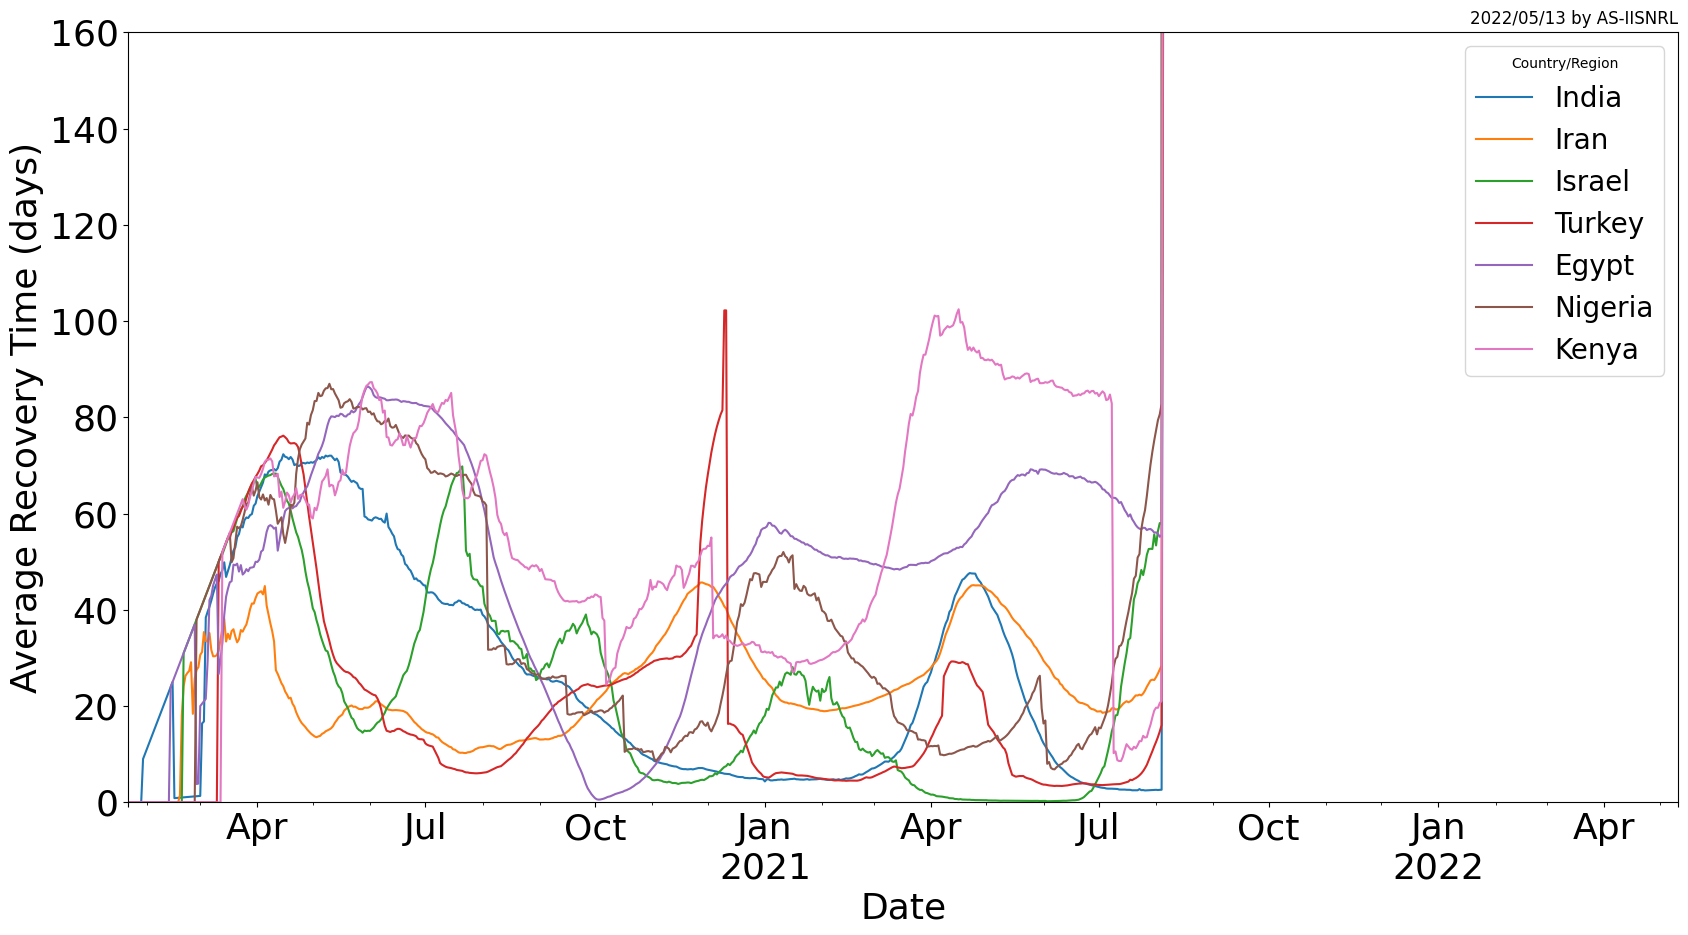 2022/05/13 by AS-IISNRL
160
140
120
100
80
60
40
20
0
Average Recovery Time (days)
Country/Region
India
Iran
Israel
Turkey
Egypt
Nigeria
Kenya
Apr Jul Oct Jan Apr Jul Oct Jan Apr
2021 2022
Date